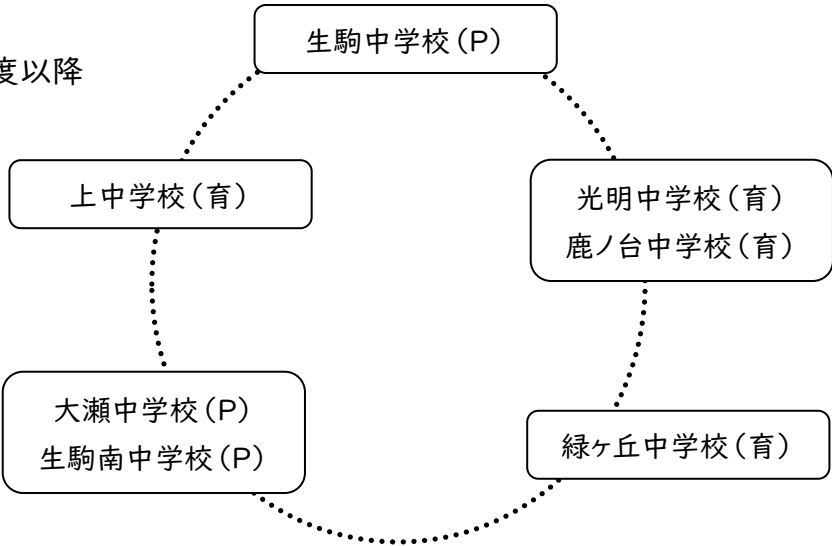 生駒中学校（P）
度以降
上中学校（育）
光明中学校（育）
鹿ノ台中学校（育）
大瀬中学校（P）
生駒南中学校（P）
緑ヶ丘中学校（育）